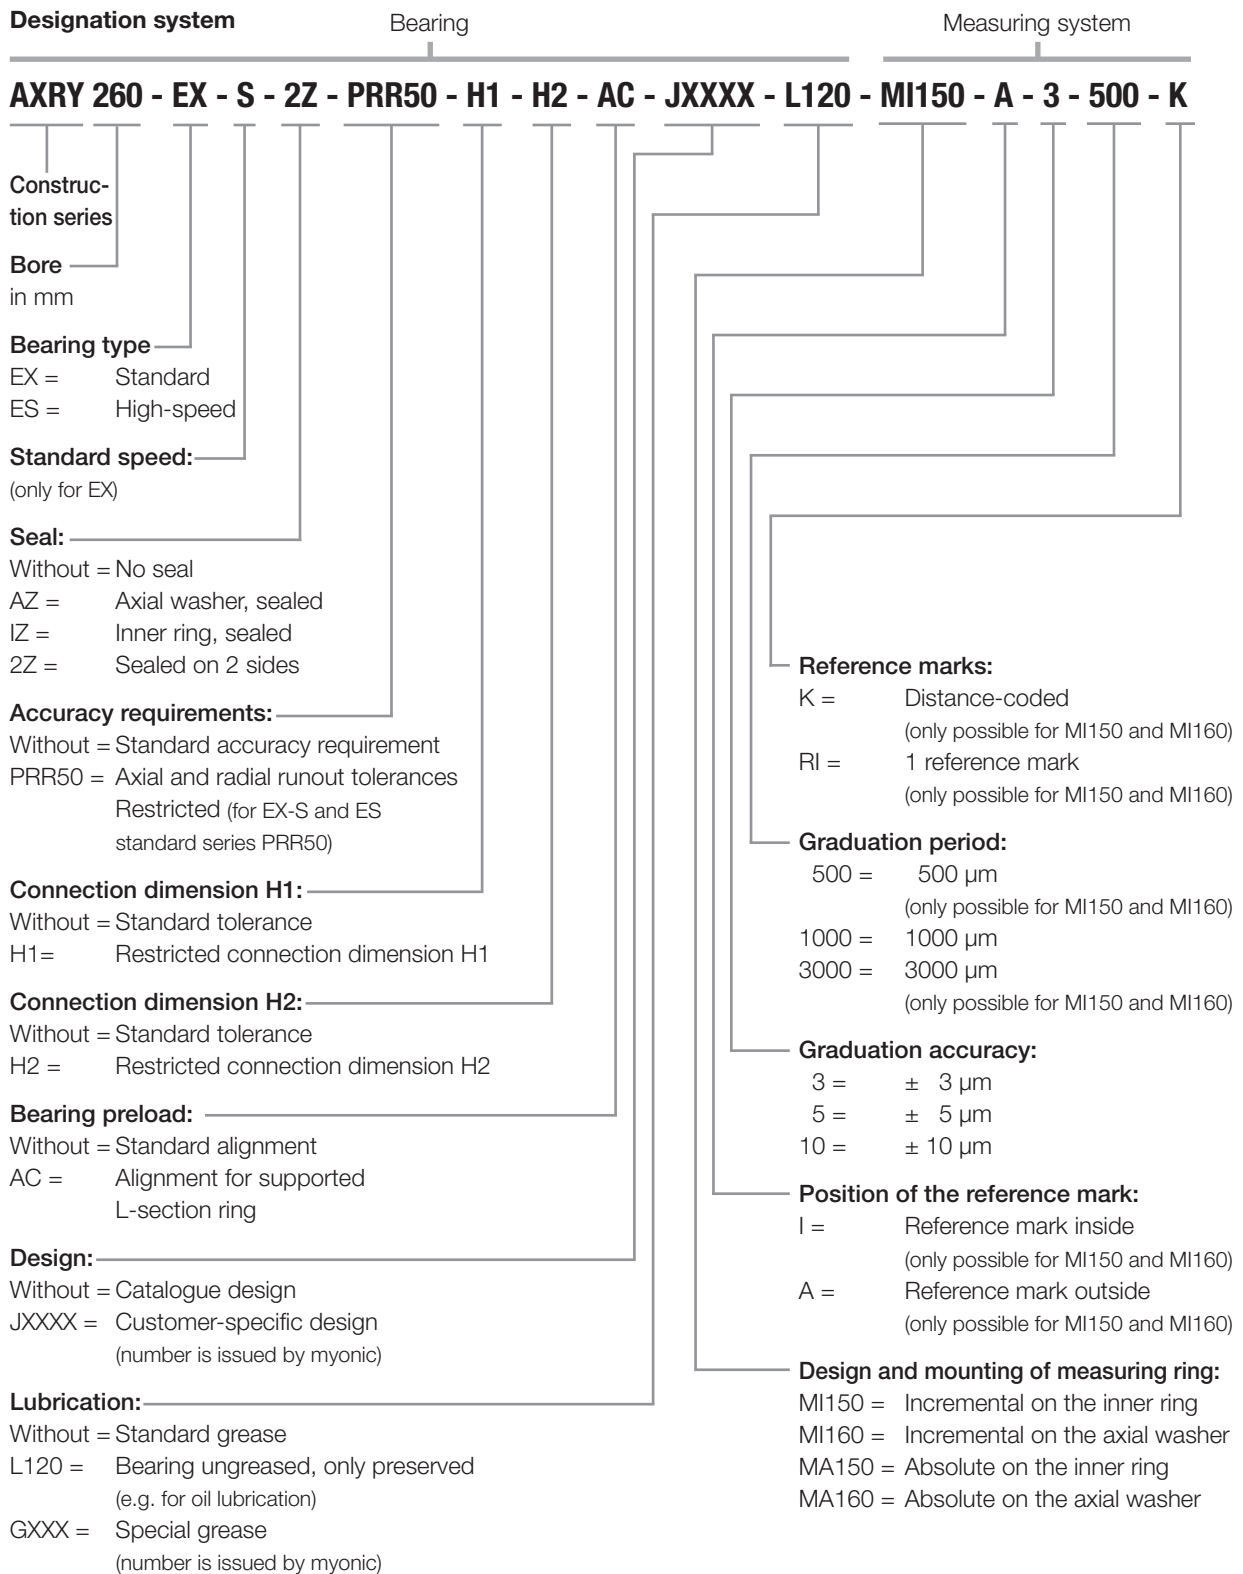 Designation system
Bearing
Measuring system
AXRY 260 - EX - S - 2Z - PRR50 - H1 - H2 - AC - JXXXX - L120 - MI150 - A - 3 - 500 - K
Construc-
tion series
Bore
in mm
Bearing type
EX = Standard
ES = High-speed
Standard speed:
(only for EX)
Seal:
Without = No seal
AZ = Axial washer, sealed
IZ = Inner ring, sealed
2Z = Sealed on 2 sides
Accuracy requirements:
Without = Standard accuracy requirement
PRR50 = Axial and radial runout tolerances
Restricted (for EX-S and ES
standard series PRR50)
Connection dimension H1:
Without = Standard tolerance
H1= Restricted connection dimension H1
Connection dimension H2:
Without = Standard tolerance
H2 = Restricted connection dimension H2
Bearing preload:
Without = Standard alignment
AC = Alignment for supported
L-section ring
Design:
Without = Catalogue design
JXXXX = Customer-specific design
(number is issued by myonic)
Lubrication:
Without = Standard grease
L120 = Bearing ungreased, only preserved
(e.g. for oil lubrication)
GXXX = Special grease
(number is issued by myonic)
Reference marks:
K = Distance-coded
(only possible for MI150 and MI160)
RI = 1 reference mark
(only possible for MI150 and MI160)
Graduation period:
500 = 500 µm
(only possible for MI150 and MI160)
1000 = 1000 µm
3000 = 3000 µm
(only possible for MI150 and MI160)
Graduation accuracy:
3 = ± 3 µm
5 = ± 5 µm
10 = ± 10 µm
Position of the reference mark:
I = Reference mark inside
(only possible for MI150 and MI160)
A = Reference mark outside
(only possible for MI150 and MI160)
Design and mounting of measuring ring:
MI150 = Incremental on the inner ring
MI160 = Incremental on the axial washer
MA150 = Absolute on the inner ring
MA160 = Absolute on the axial washer